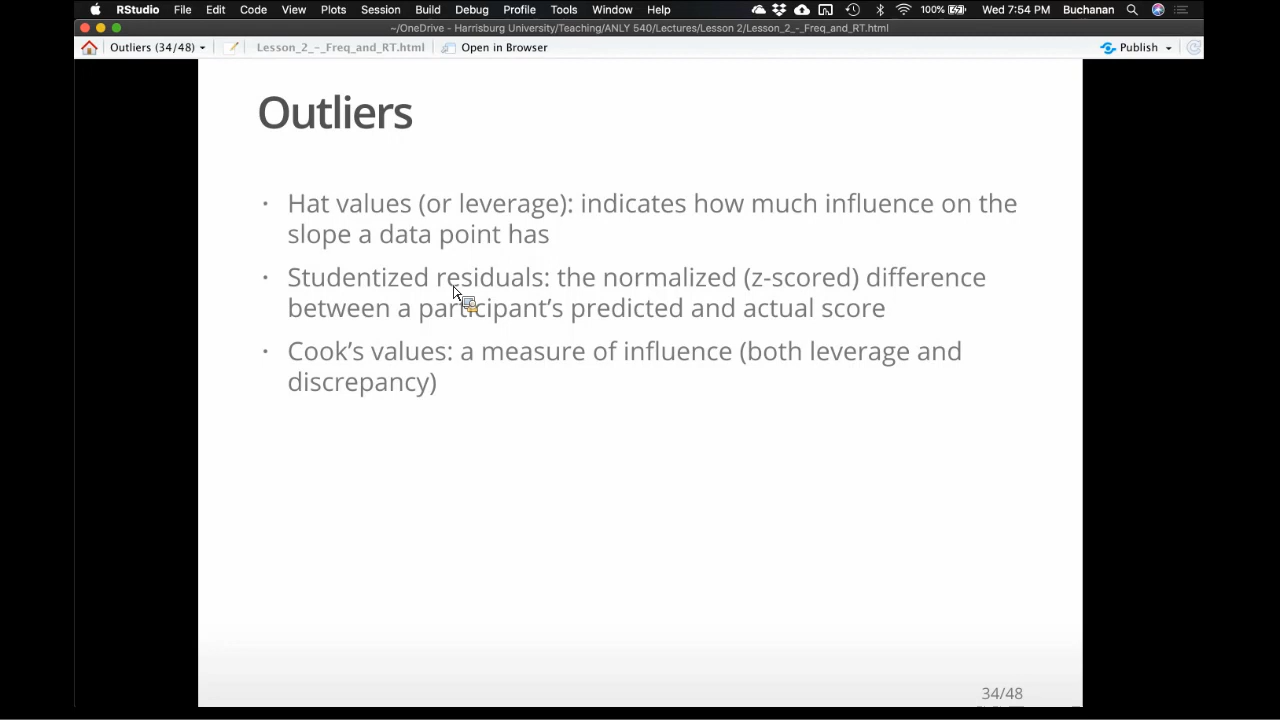 RStudio File Edit Code View Plots Session Build Debug Profile Tools Window Help 100% Wed 7:54 PM Buchanan
~/OneDrive - Harrisburg University/Teaching/ANLY 540/Lectures/Lesson 2/Lesson_2_-_Freq_and_RT.html
Outliers (34/48) Lesson_2_-_Freq_and_RT.html Open in Browser Publish
Outliers
• Hat values (or leverage): indicates how much influence on the
slope a data point has
• Studentized residuals: the normalized (z-scored) difference
between a participant's predicted and actual score
• Cook's values: a measure of influence (both leverage and
discrepancy)
34/48